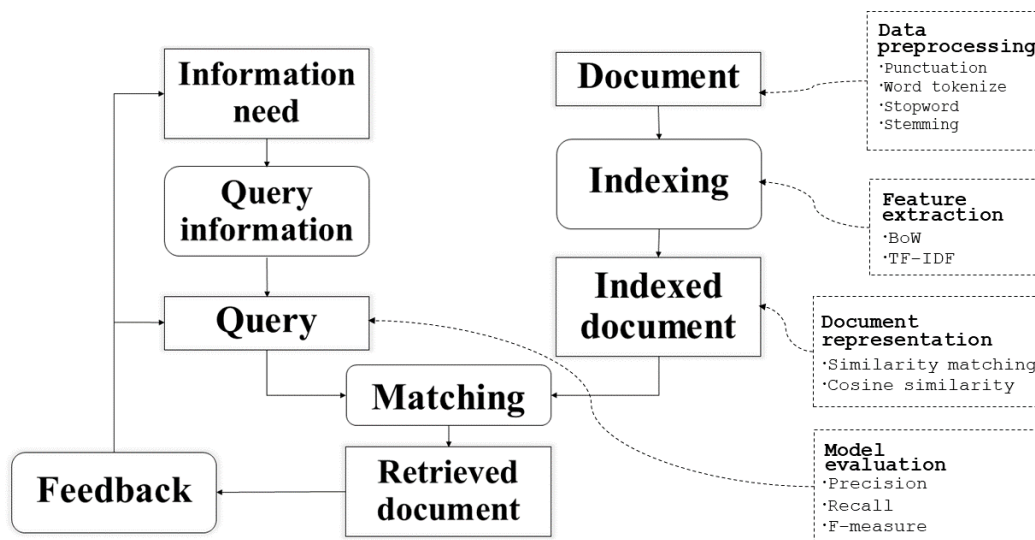 Information
need
Query
information
Query
Document
Indexing
Indexed
document
Matching
Retrieved
document
Feedback
Data
preprocessing
·Punctuation
·Word tokenize
·Stopword
·Stemming
Feature
extraction
·BoW
·TF-IDF
Document
representation
·Similarity matching
·Cosine similarity
Model
evaluation
·Precision
·Recall
·F-measure